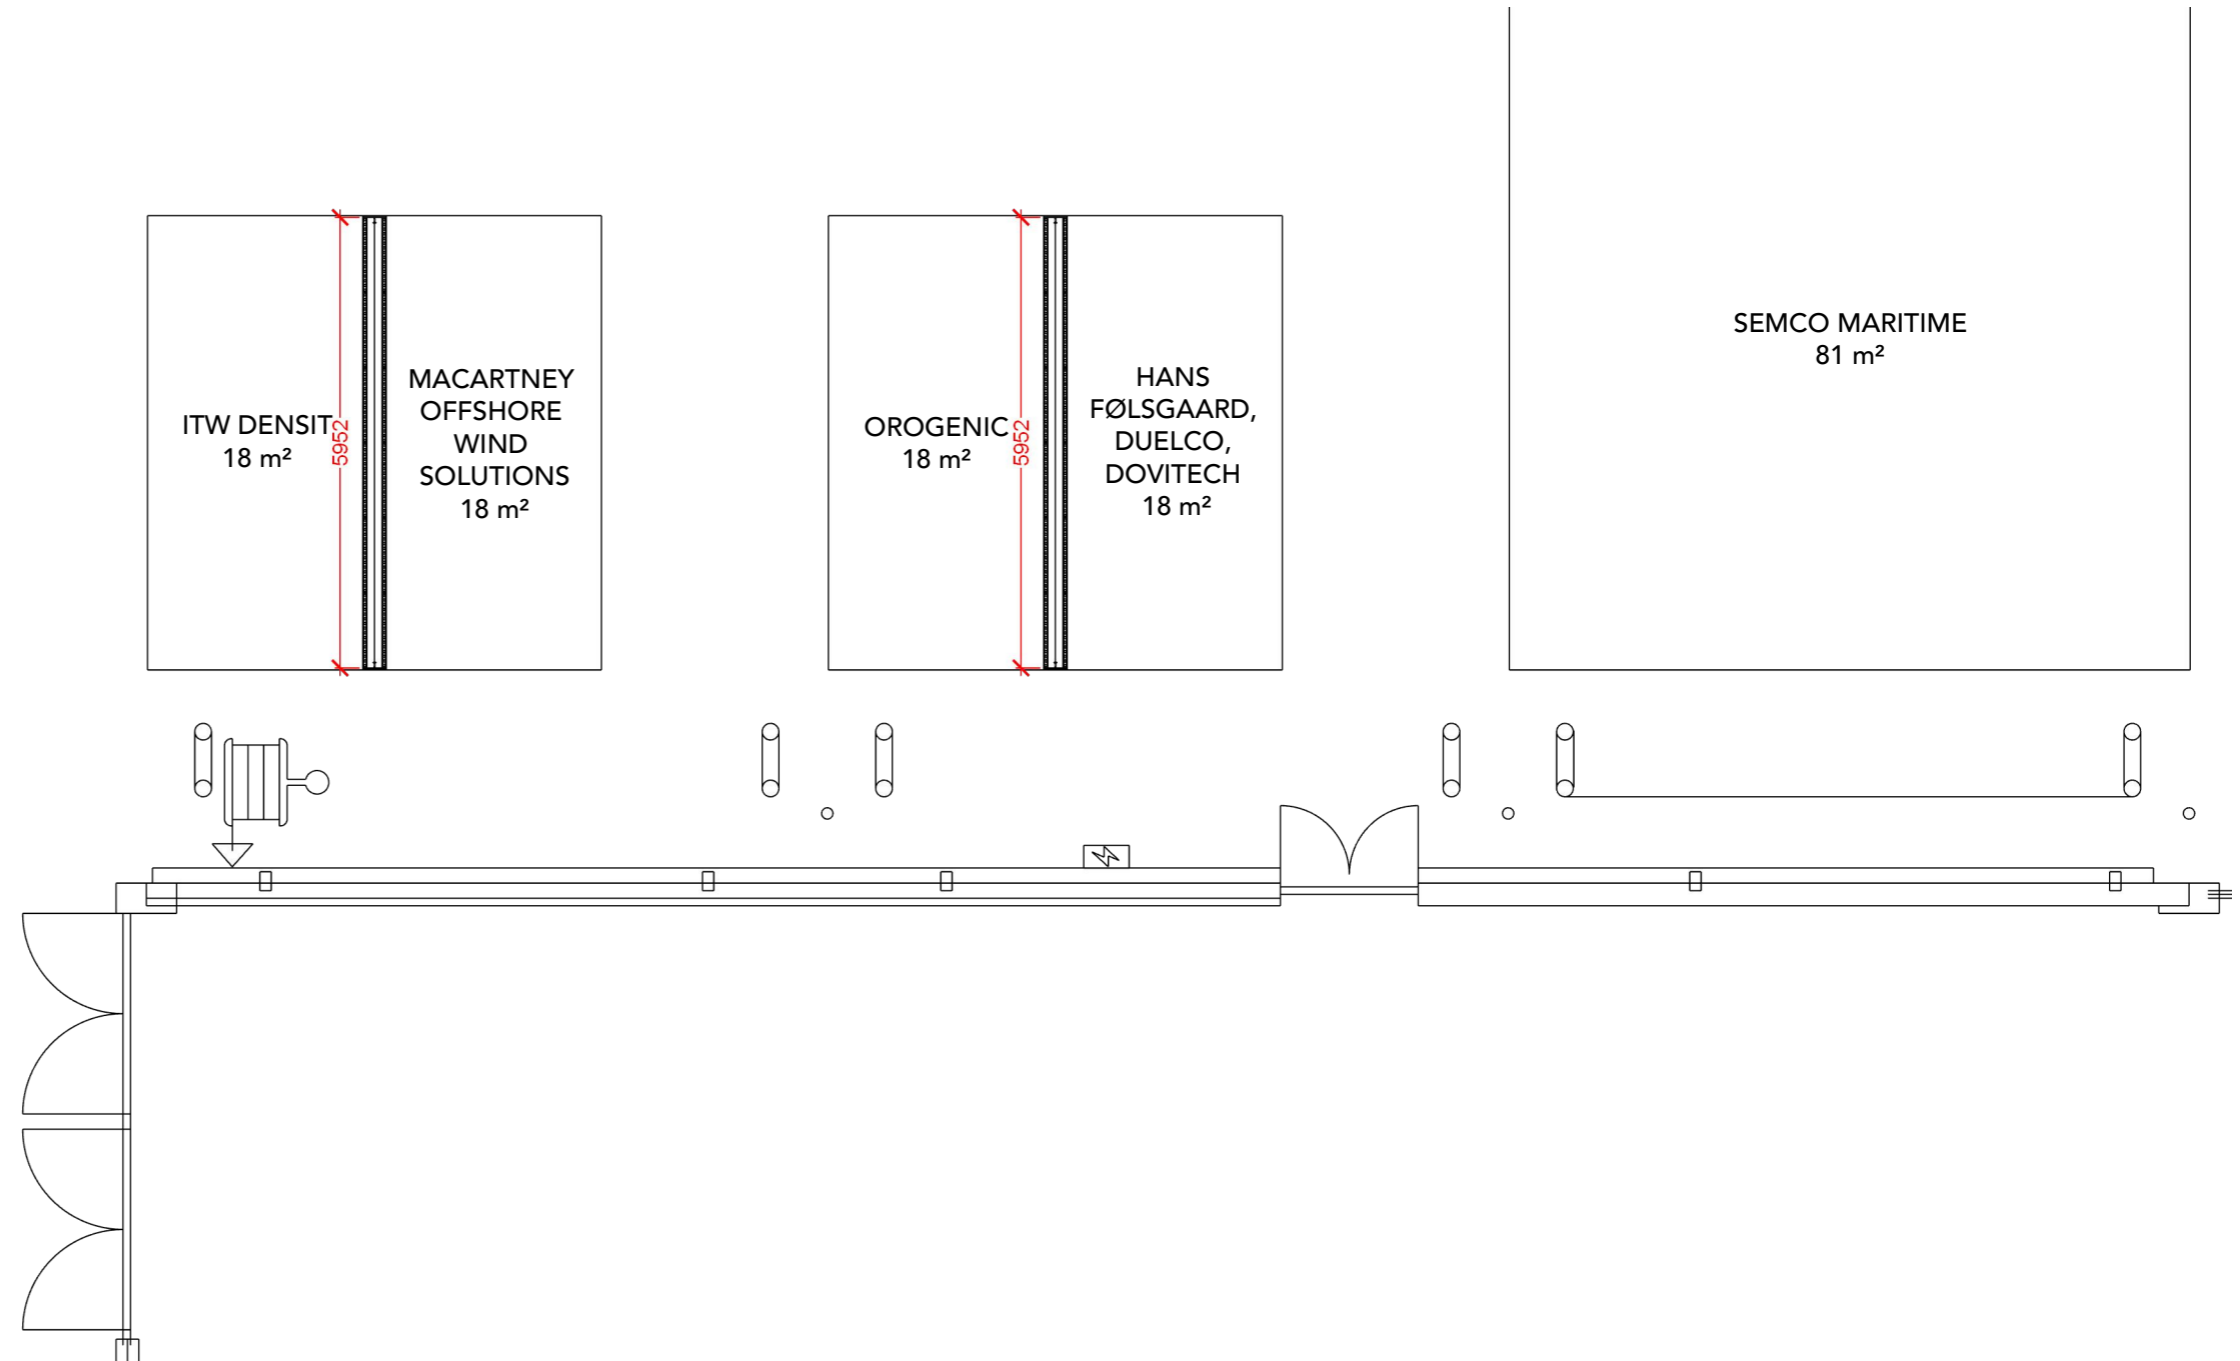 ITW DENSIT
18 m²
5952
MACARTNEY
OFFSHORE
WIND
SOLUTIONS
18 m²
OROGENIC
18 m²
5952
HANS
FØLSGAARD,
DUELCO,
DOVITECH
18 m²
SEMCO MARITIME
81 m²